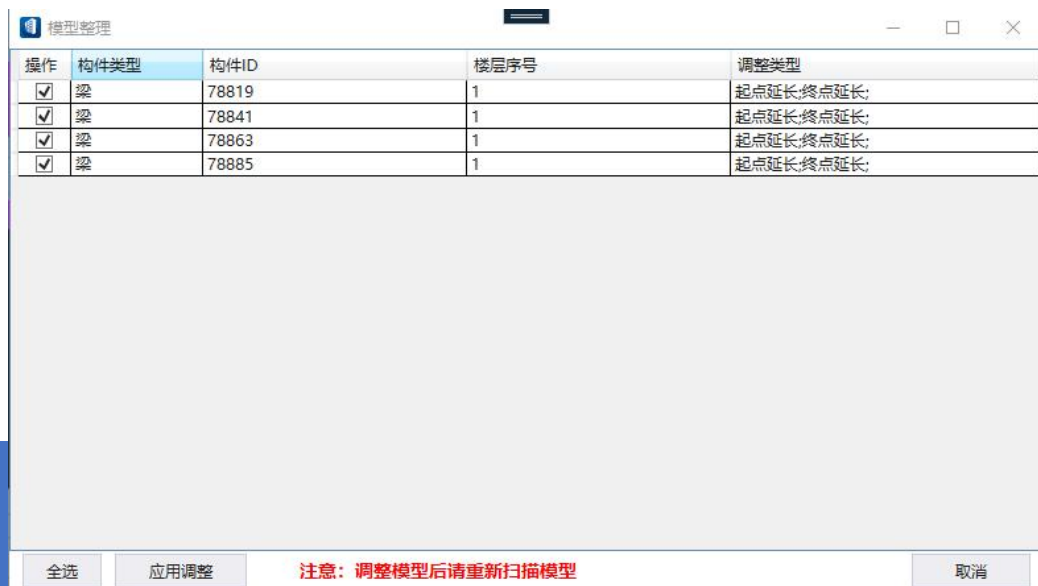 模型整理
操作 构件类型 构件ID 楼层序号 调整类型
梁 78819 1 起点延长;终点延长;
梁 78841 1 起点延长;终点延长;
梁 78863 1 起点延长;终点延长;
梁 78885 1 起点延长;终点延长;
全选 应用调整 注意：调整模型后请重新扫描模型 取消